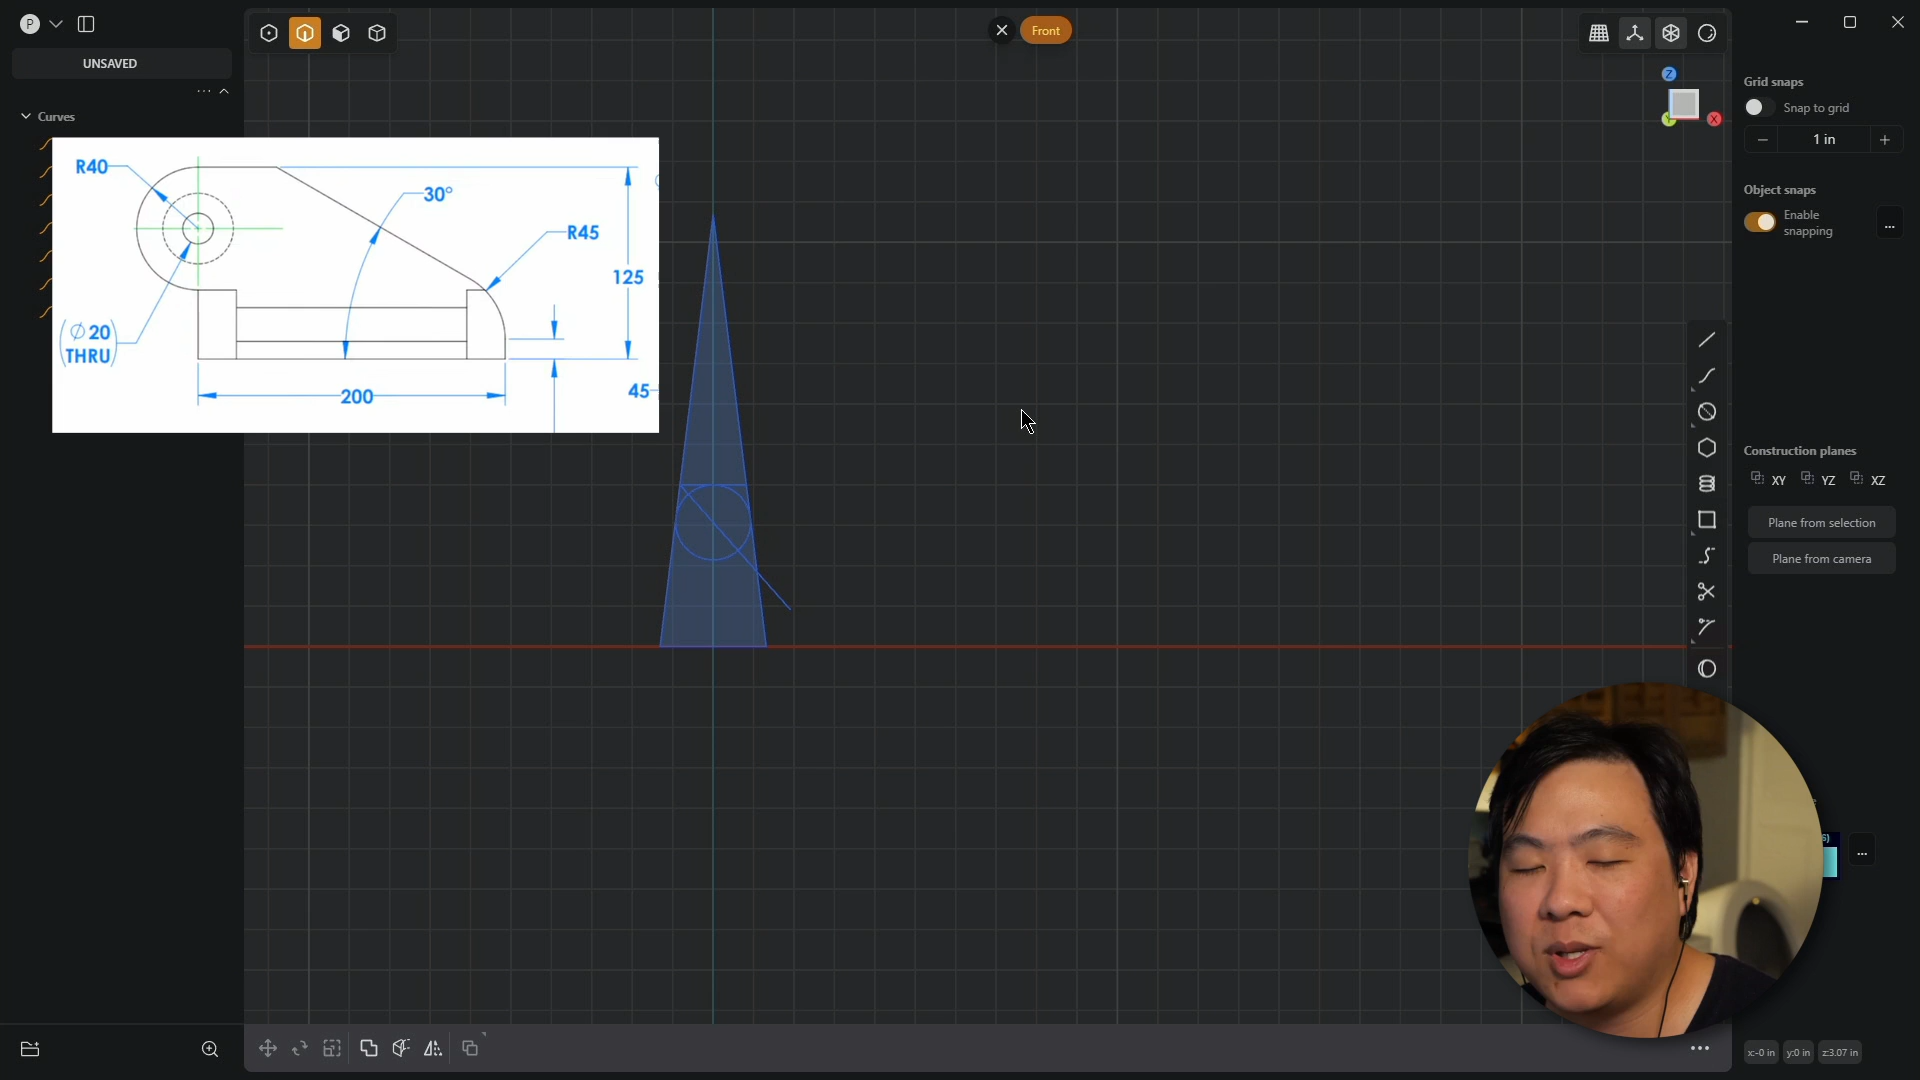 P
UNSAVED
Curves
Front
Z
X
Y
Grid snaps
Snap to grid
1 in
Object snaps
Enable
snapping
...
Construction planes
XY
YZ
XZ
Plane from selection
Plane from camera
R40
30°
R45
125
(∅ 20
THRU)
200
45
...
x:-0 in
y:0 in
z:3.07 in